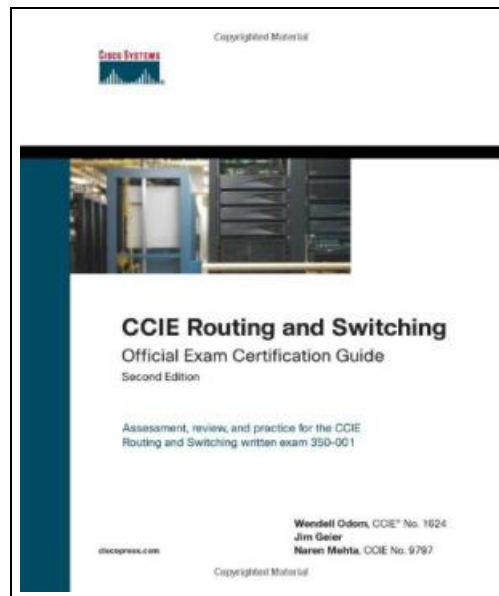 Copyrighted Material
CISCO SYSTEMS
CCIE Routing and Switching
Official Exam Certification Guide
Second Edition
Assessment, review, and practice for the CCIE
Routing and Switching written exam 350-001
Wendell Odom, CCIE® No. 1624
Jim Geier
ciscopress.com
Naren Mehta, CCIE No. 9797
Copyrighted Material